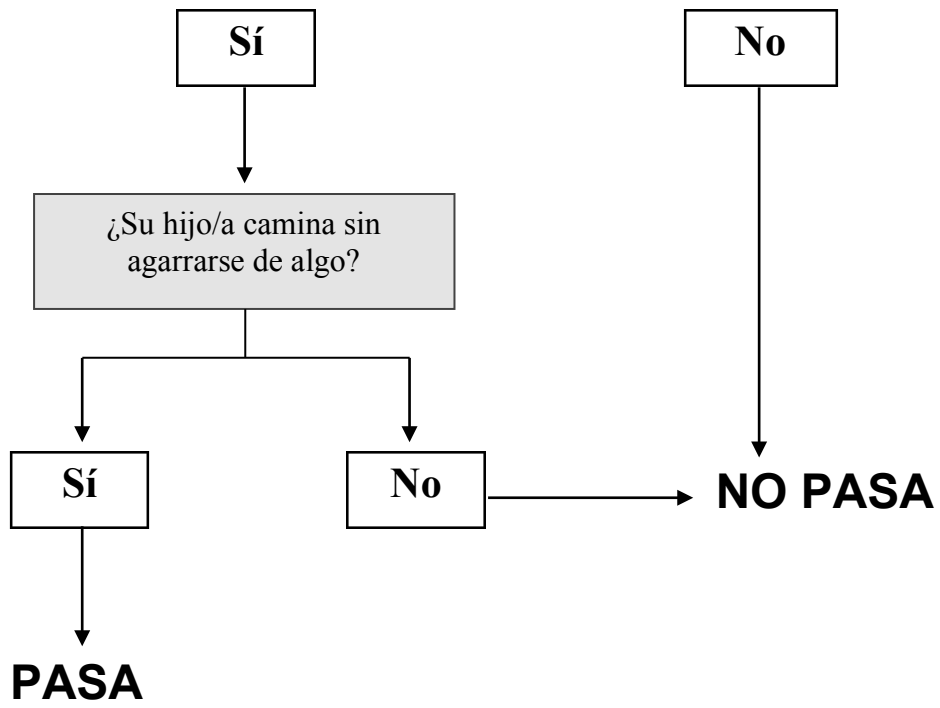 Sí
No
¿Su hijo/a camina sin
agarrarse de algo?
Sí
No
NO PASA
PASA